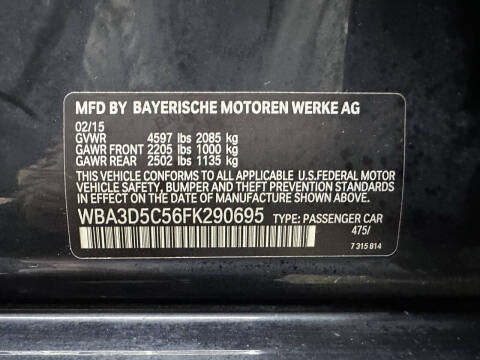 MFD BY BAYERISCHE MOTOREN WERKE AG
02/15
GVWR 4597 lbs 2085 kg
GAWR FRONT 2205 lbs 1000 kg
GAWR REAR 2502 lbs 1135 kg
THIS VEHICLE CONFORMS TO ALL APPLICABLE U.S.FEDERAL MOTOR
VEHICLE SAFETY, BUMPER AND THEFT PREVENTION STANDARDS IN
EFFECT ON THE DATE OF MANUFACTURE SHOWN ABOVE.
WBA3D5C56FK290695 TYPE: PASSENGER CAR
475/
7 315 814